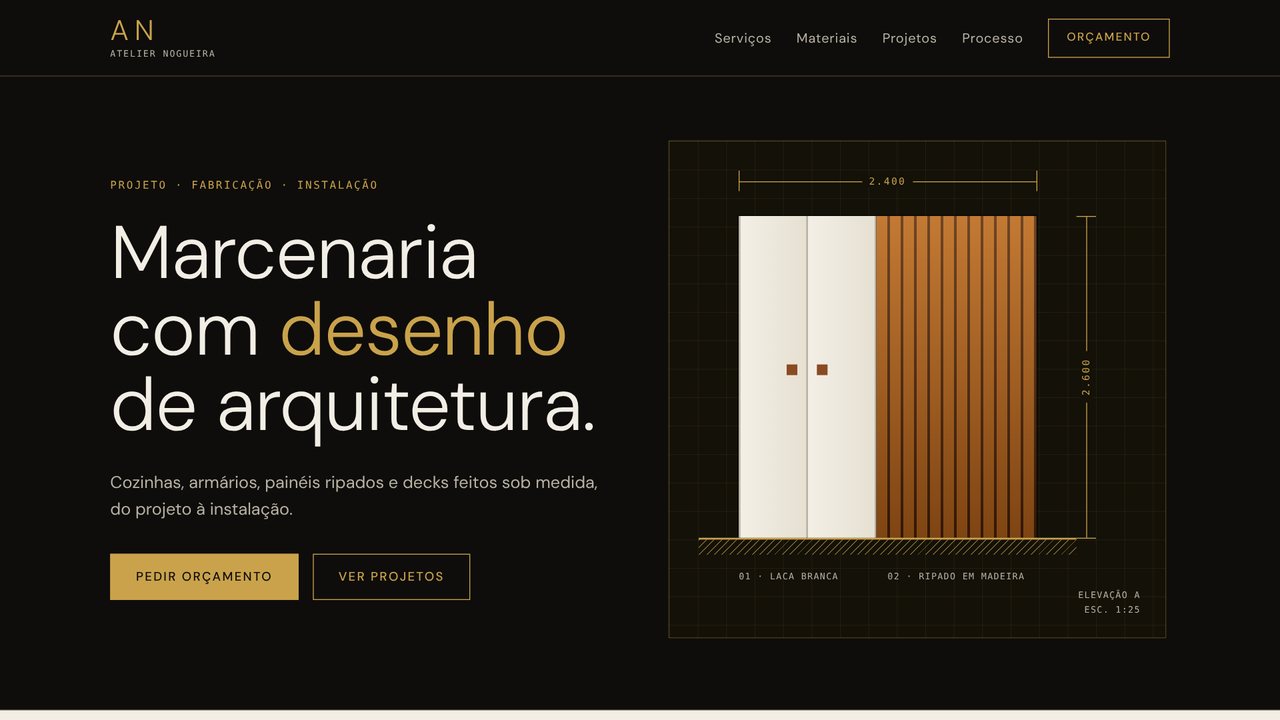 AN
ATELIER NOGUEIRA
Serviços
Materiais
Projetos
Processo
ORÇAMENTO
PROJETO · FABRICAÇÃO · INSTALAÇÃO
Marcenaria
com desenho
de arquitetura.
Cozinhas, armários, painéis ripados e decks feitos sob medida,
do projeto à instalação.
PEDIR ORÇAMENTO
VER PROJETOS
2.400
2.600
01 · LACA BRANCA
02 · RIPADO EM MADEIRA
ELEVAÇÃO A
ESC. 1:25